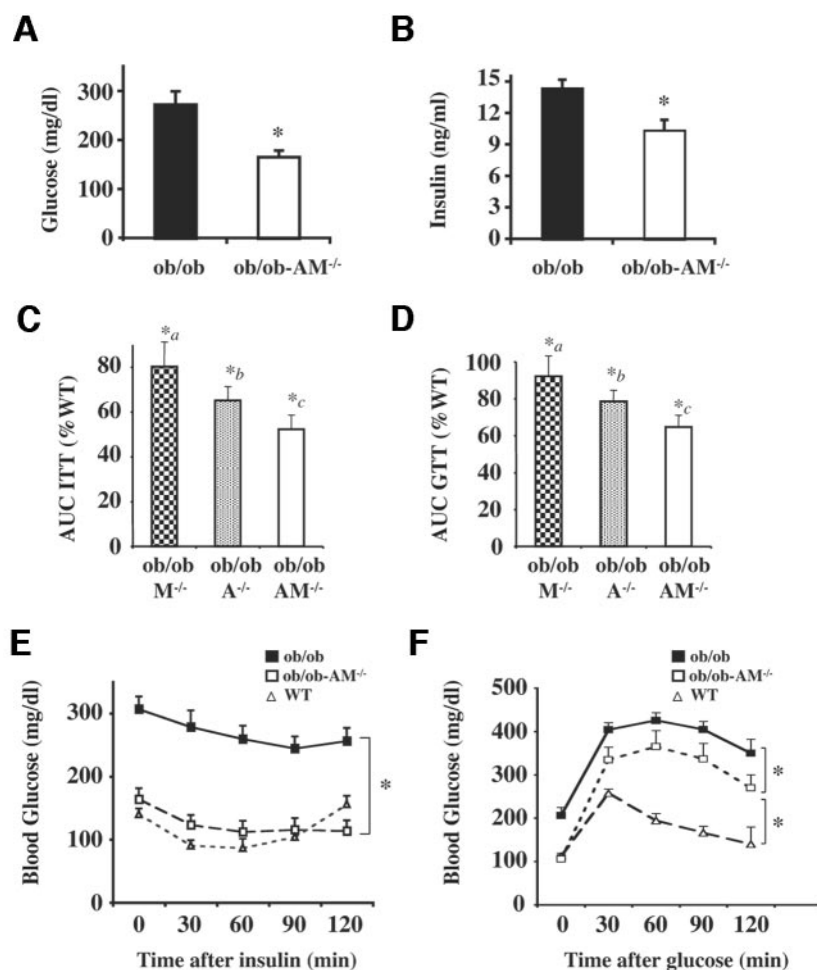 A
B
Glucose (mg/dl)
300
200
100
0
*
ob/ob
ob/ob-AM-/-
Insulin (ng/ml)
15
12
9
6
3
0
*
ob/ob
ob/ob-AM-/-
C
D
AUC ITT (%WT)
80
60
40
20
0
*a
*b
*c
ob/ob ob/ob ob/ob
M-/- A-/- AM-/-
AUC GTT (%WT)
100
80
60
40
20
0
*a
*b
*c
ob/ob ob/ob ob/ob
M-/- A-/- AM-/-
E
F
ob/ob
ob/ob-AM-/-
WT
Blood Glucose (mg/dl)
300
200
100
0
*
0 30 60 90 120
Time after insulin (min)
ob/ob
ob/ob-AM-/-
WT
Blood Glucose (mg/dl)
500
400
300
200
100
0
*
*
0 30 60 90 120
Time after glucose (min)